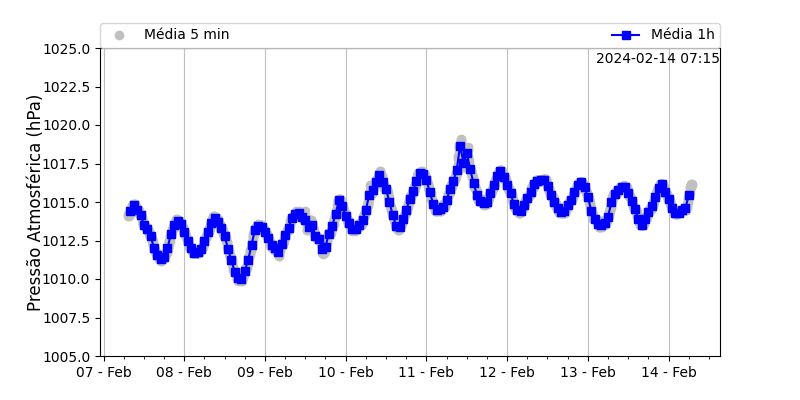 Média 5 min
Média 1h
2024-02-14 07:15
Pressão Atmosférica (hPa)
1025.0
1022.5
1020.0
1017.5
1015.0
1012.5
1010.0
1007.5
1005.0
07 - Feb
08 - Feb
09 - Feb
10 - Feb
11 - Feb
12 - Feb
13 - Feb
14 - Feb